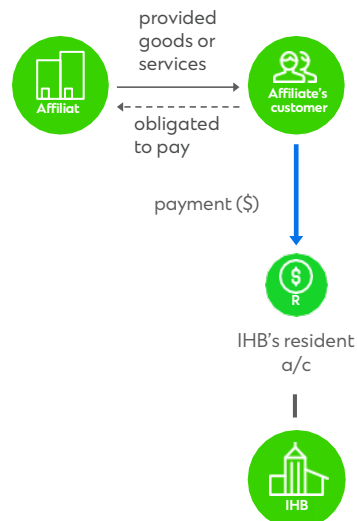 provided
goods or
services
Affiliat
Affiliate's
customer
obligated
to pay
payment ($)
$
R
IHB's resident
a/c
IHB